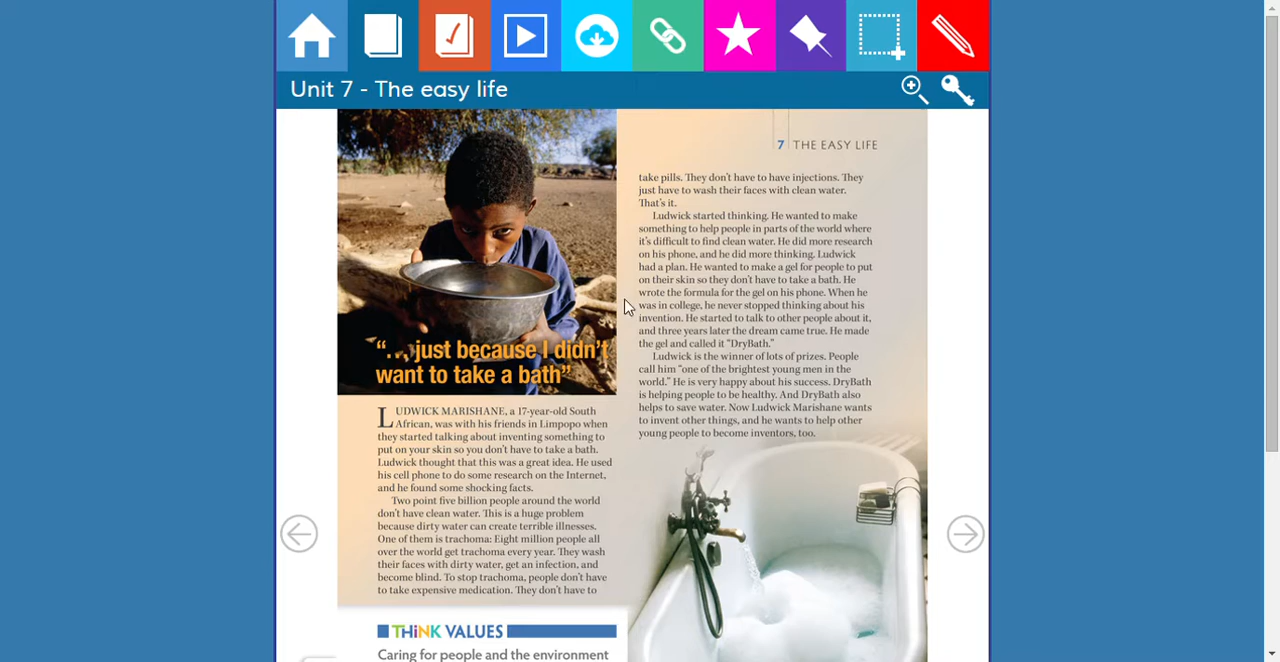 Unit 7 - The easy life
"..., just because I didn't
want to take a bath"
LUDWICK MARISHANE, a 17-year-old South
African, was with his friends in Limpopo when
they started talking about inventing something to
put on your skin so you don't have to take a bath.
Ludwick thought that this was a great idea. He used
his cell phone to do some research on the Internet,
and he found some shocking facts.
Two point five billion people around the world
don't have clean water. This is a huge problem
because dirty water can create terrible illnesses.
One of them is trachoma: Eight million people all
over the world get trachoma every year. They wash
their faces with dirty water, get an infection, and
become blind. To stop trachoma, people don't have
to take expensive medication. They don't have to
THiNK VALUES
Caring for people and the environment
7 THE EASY LIFE
take pills. They don't have to have injections. They
just have to wash their faces with clean water.
That's it.
Ludwick started thinking. He wanted to make
something to help people in parts of the world where
it's difficult to find clean water. He did more research
on his phone, and he did more thinking. Ludwick
had a plan. He wanted to make a gel for people to put
on their skin so they don't have to take a bath. He
wrote the formula for the gel on his phone. When he
was in college, he never stopped thinking about his
invention. He started to talk to other people about it,
and three years later the dream came true. He made
the gel and called it "DryBath."
Ludwick is the winner of lots of prizes. People
call him "one of the brightest young men in the
world." He is very happy about his success. DryBath
is helping people to be healthy. And DryBath also
helps to save water. Now Ludwick Marishane wants
to invent other things, and he wants to help other
young people to become inventors, too.